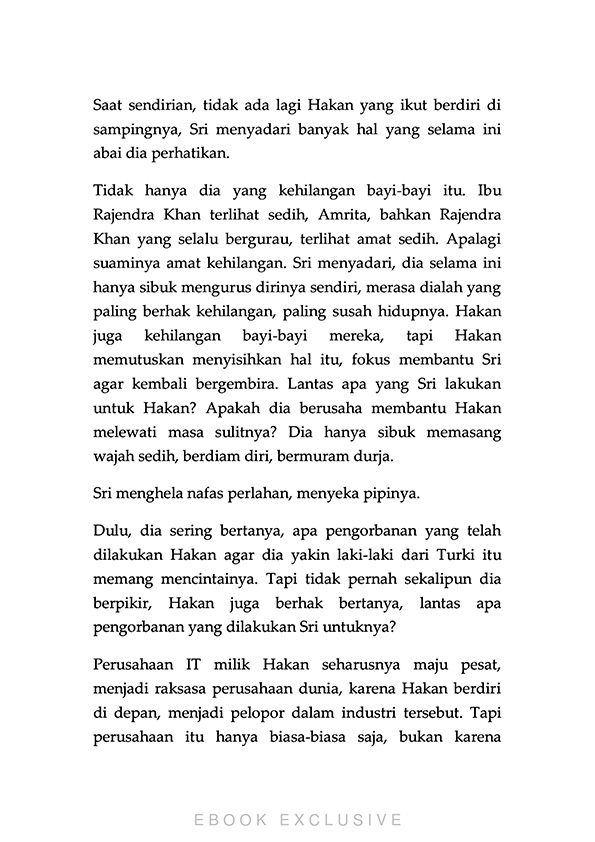 Saat sendirian, tidak ada lagi Hakan yang ikut berdiri di
sampingnya, Sri menyadari banyak hal yang selama ini
abai dia perhatikan.
Tidak hanya dia yang kehilangan bayi-bayi itu. Ibu
Rajendra Khan terlihat sedih, Amrita, bahkan Rajendra
Khan yang selalu bergurau, terlihat amat sedih. Apalagi
suaminya amat kehilangan. Sri menyadari, dia selama ini
hanya sibuk mengurus dirinya sendiri, merasa dialah yang
paling berhak kehilangan, paling susah hidupnya. Hakan
juga kehilangan bayi-bayi mereka, tapi Hakan
memutuskan menyisihkan hal itu, fokus membantu Sri
agar kembali bergembira. Lantas apa yang Sri lakukan
untuk Hakan? Apakah dia berusaha membantu Hakan
melewati masa sulitnya? Dia hanya sibuk memasang
wajah sedih, berdiam diri, bermuram durja.
Sri menghela nafas perlahan, menyeka pipinya.
Dulu, dia sering bertanya, apa pengorbanan yang telah
dilakukan Hakan agar dia yakin laki-laki dari Turki itu
memang mencintainya. Tapi tidak pernah sekalipun dia
berpikir, Hakan juga berhak bertanya, lantas apa
pengorbanan yang dilakukan Sri untuknya?
Perusahaan IT milik Hakan seharusnya maju pesat,
menjadi raksasa perusahaan dunia, karena Hakan berdiri
di depan, menjadi pelopor dalam industri tersebut. Tapi
perusahaan itu hanya biasa-biasa saja, bukan karena
EBOOK EXCLUSIVE